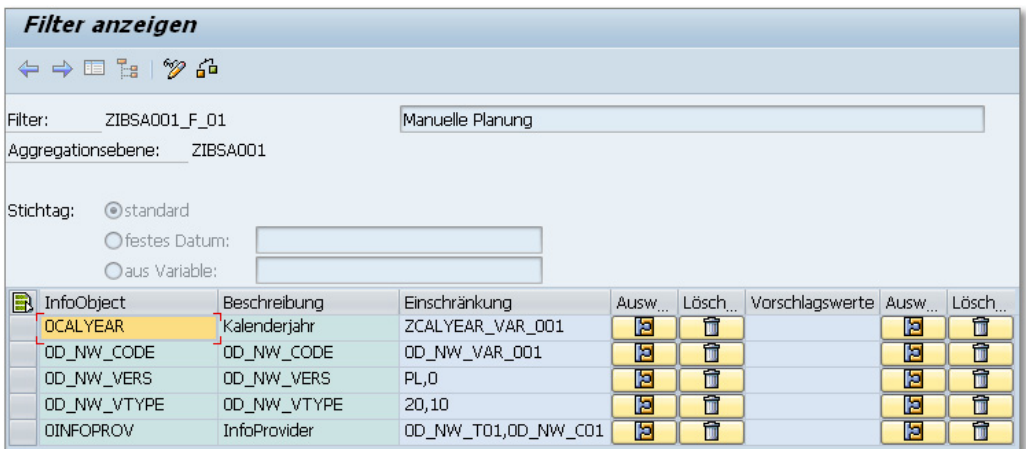 Filter anzeigen
Filter: ZIBSA001_F_01 Manuelle Planung
Aggregationsebene: ZIBSA001
Stichtag: standard
festes Datum:
aus Variable:
InfoObject Beschreibung Einschränkung Ausw... Lösch... Vorschlagswerte Ausw... Lösch...
0CALYEAR Kalenderjahr ZCALYEAR_VAR_001
0D_NW_CODE 0D_NW_CODE 0D_NW_VAR_001
0D_NW_VERS 0D_NW_VERS PL,0
0D_NW_VTYPE 0D_NW_VTYPE 20,10
0INFOPROV InfoProvider 0D_NW_T01,0D_NW_C01